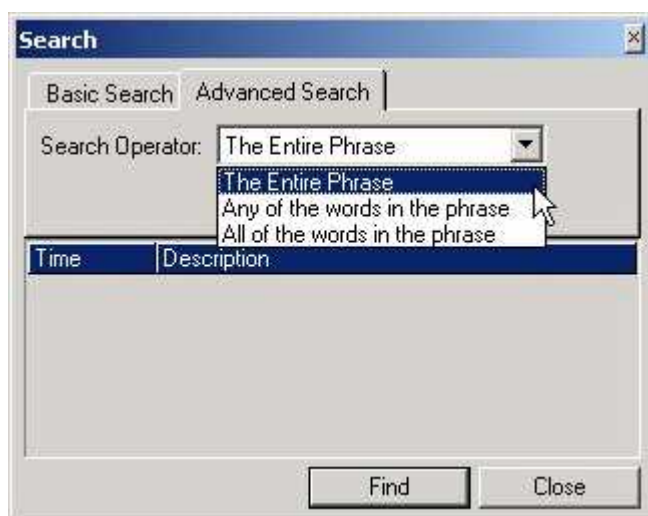 Search
Basic Search Advanced Search
Search Operator: The Entire Phrase
The Entire Phrase
Any of the words in the phrase
All of the words in the phrase
Time Description
Find Close